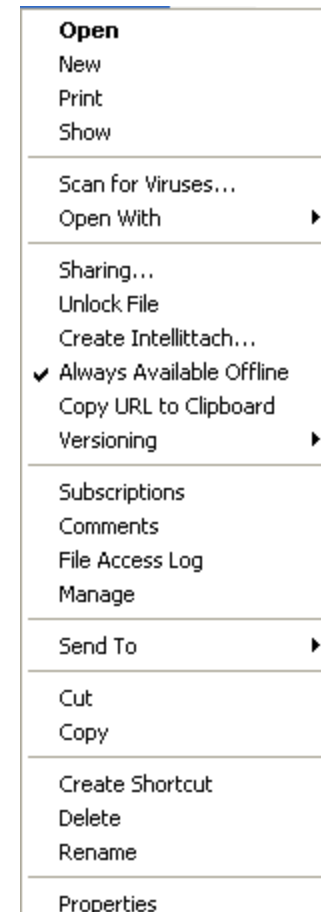 Open
New
Print
Show
Scan for Viruses...
Open With
Sharing...
Unlock File
Create Intellittach...
Always Available Offline
Copy URL to Clipboard
Versioning
Subscriptions
Comments
File Access Log
Manage
Send To
Cut
Copy
Create Shortcut
Delete
Rename
Properties